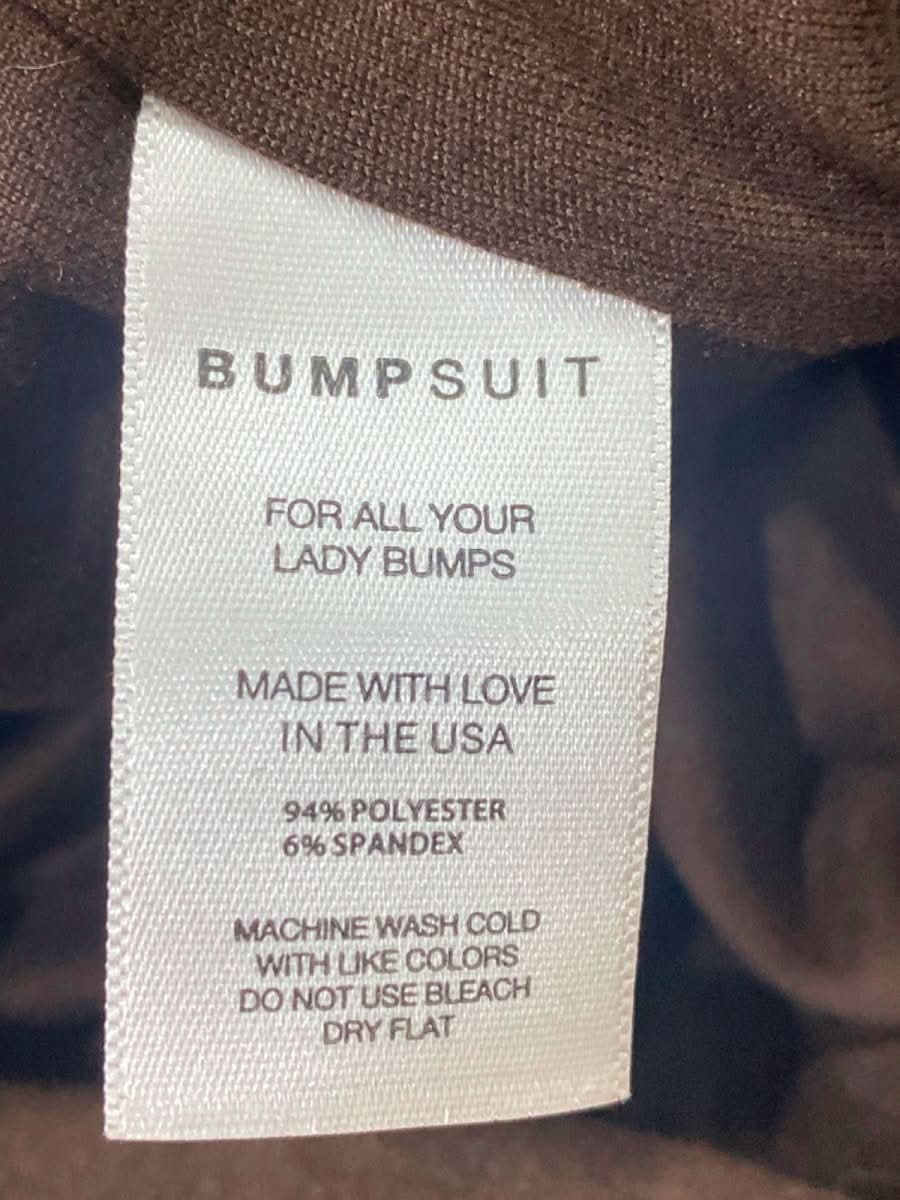 BUMPSUIT
FOR ALL YOUR
LADY BUMPS
MADE WITH LOVE
IN THE USA
94% POLYESTER
6% SPANDEX
MACHINE WASH COLD
WITH LIKE COLORS
DO NOT USE BLEACH
DRY FLAT